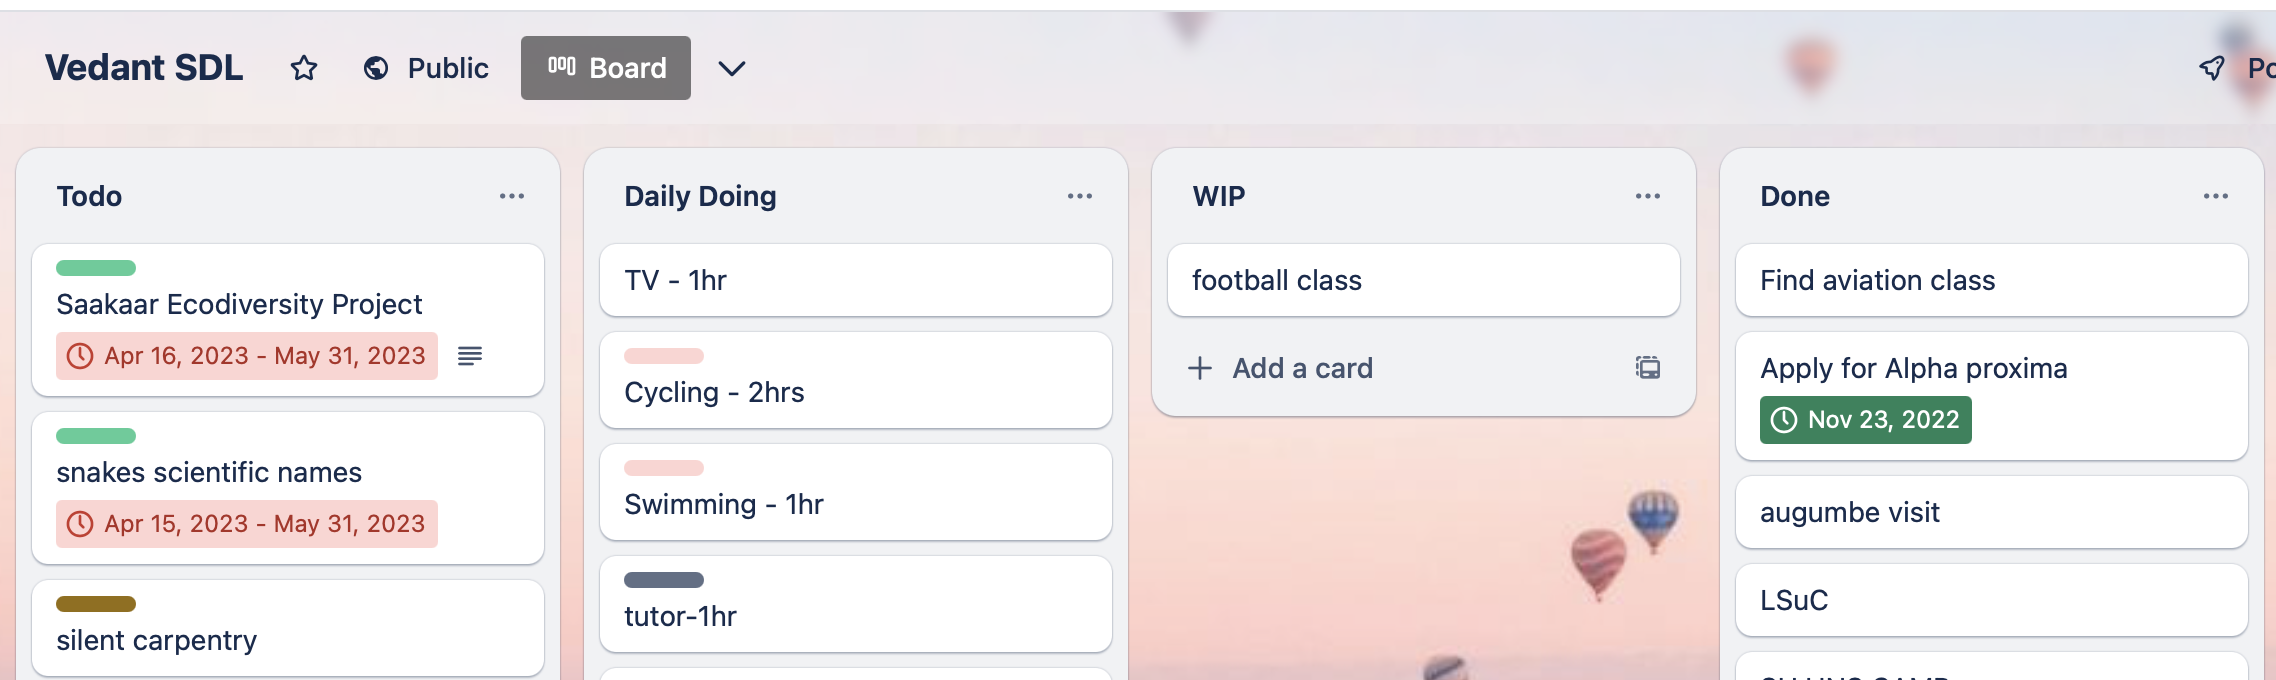 Vedant SDL
Public
Board
Todo
Saakaar Ecodiversity Project
Apr 16, 2023 - May 31, 2023
snakes scientific names
Apr 15, 2023 - May 31, 2023
silent carpentry
Daily Doing
TV - 1hr
Cycling - 2hrs
Swimming - 1hr
tutor-1hr
WIP
football class
Add a card
Done
Find aviation class
Apply for Alpha proxima
Nov 23, 2022
augumbe visit
LSuC